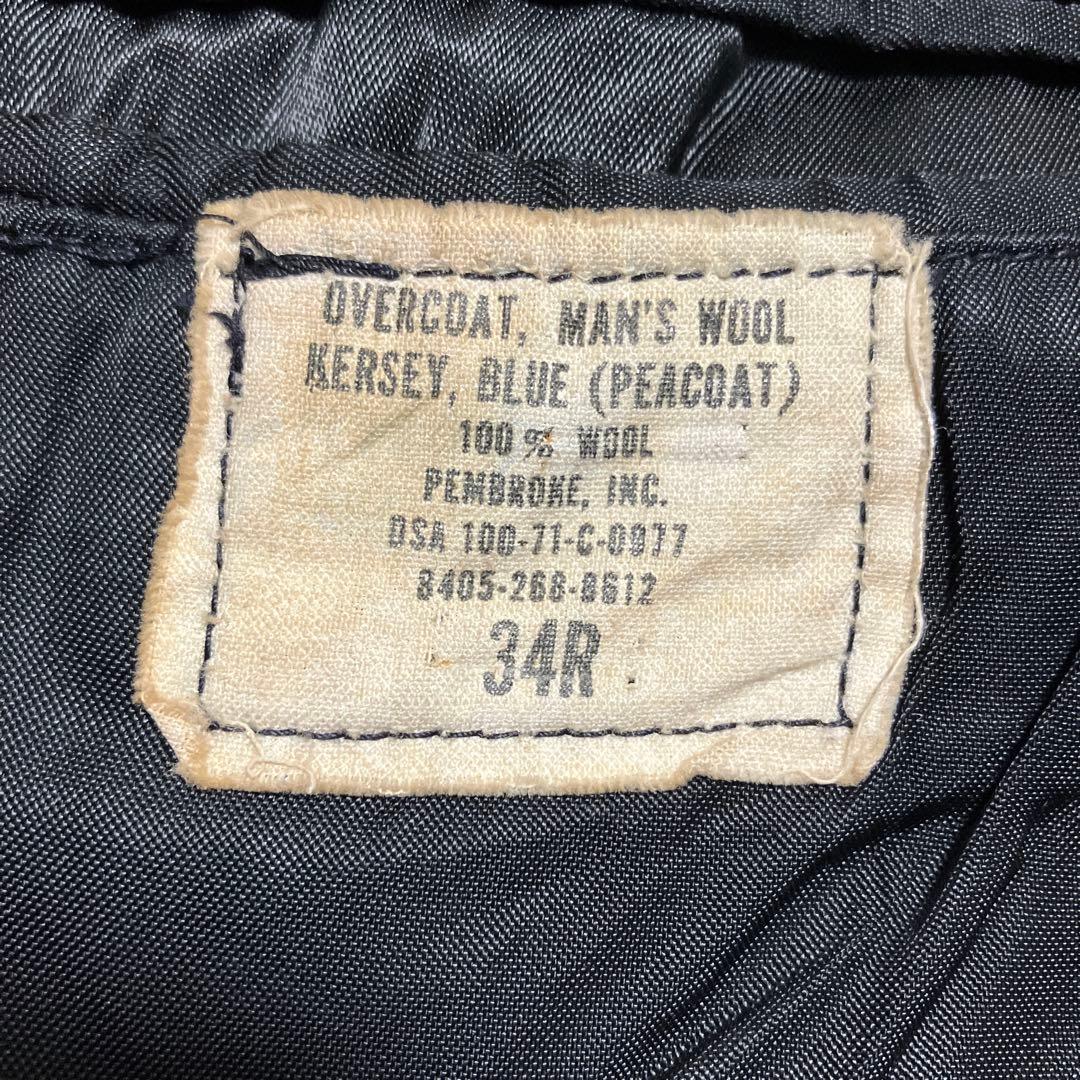 OVERCOAT, MAN'S WOOL
KERSEY, BLUE (PEACOAT)
100% WOOL
PEMBROKE, INC.
DSA 100-71-C-0977
8405-268-8612
34R